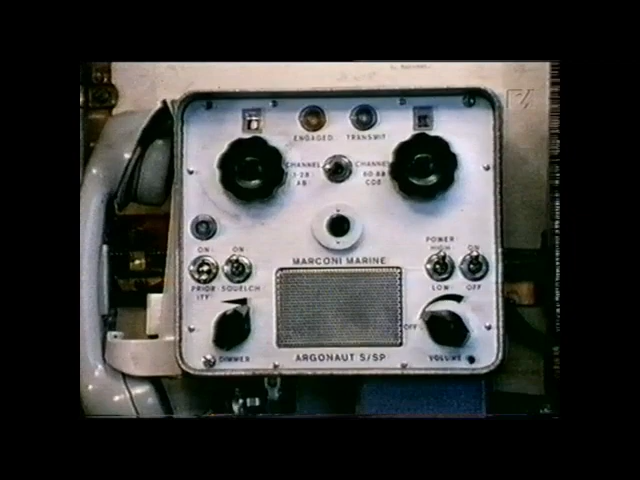 ENGAGED TRANSMIT
CHANNEL CHANNEL
1-28 60-88
AB CDE
MARCONI MARINE
ON ON
PRIOR
ITY SQUELCH
POWER
HIGH ON
LOW OFF
OFF
DIMMER
VOLUME
ARGONAUT S/SP